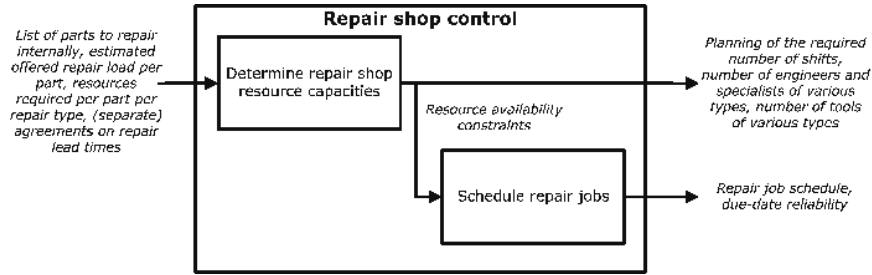 Repair shop control
List of parts to repair
internally, estimated
offered repair load per
part, resources
required per part per
repair type, (separate)
agreements on repair
lead times
Determine repair shop
resource capacities
Resource availability
constraints
Schedule repair jobs
Planning of the required
number of shifts,
number of engineers and
specialists of various
types, number of tools
of various types
Repair job schedule,
due-date reliability